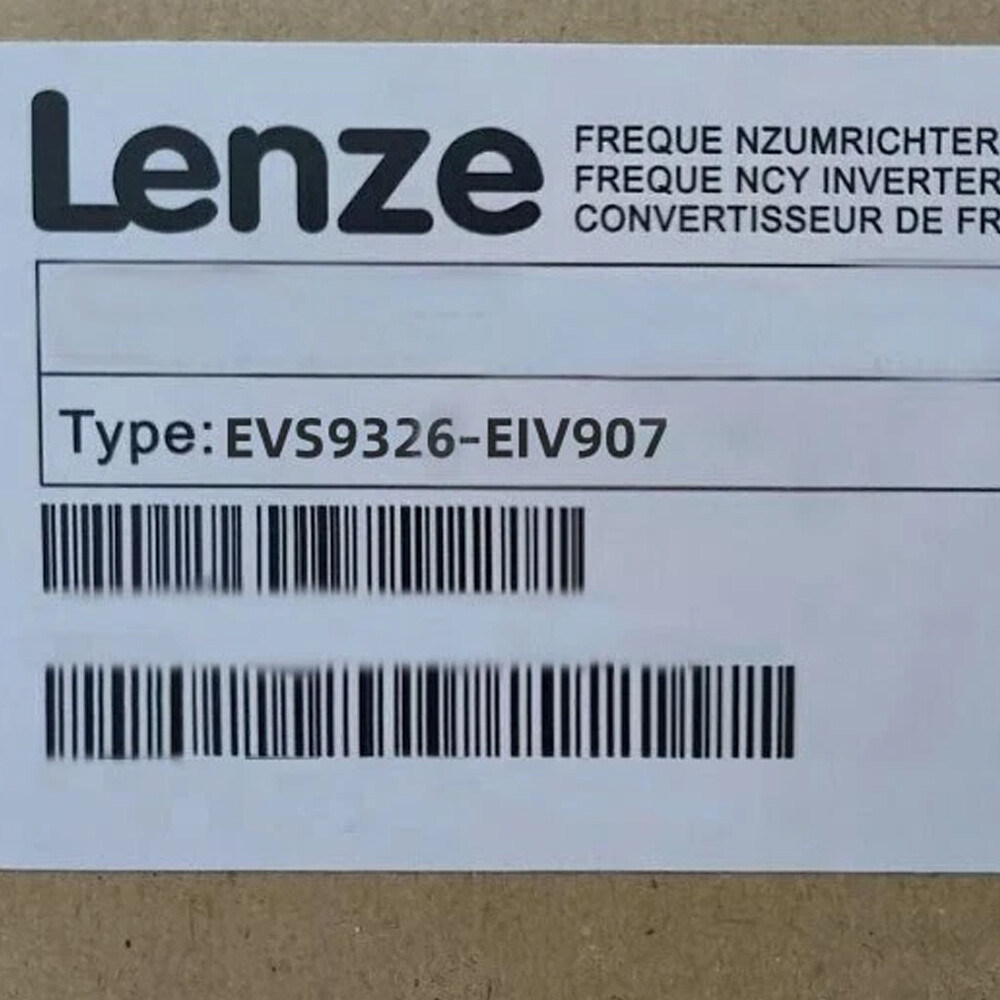 Lenze
FREQUE NZUMRICHTER
FREQUE NCY INVERTER
CONVERTISSEUR DE FR
Type: EVS9326-EIV907